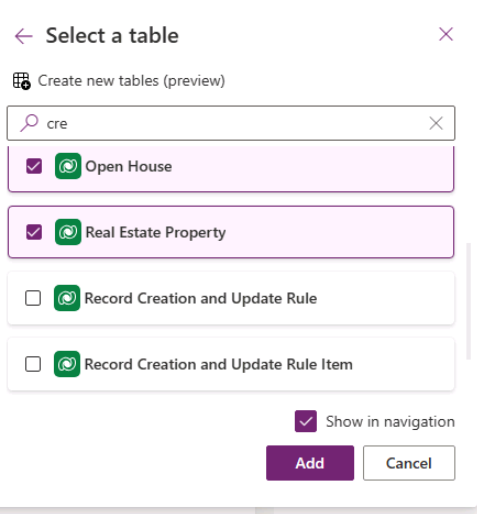 Select a table
Create new tables (preview)
cre
Open House
Real Estate Property
Record Creation and Update Rule
Record Creation and Update Rule Item
Show in navigation
Add Cancel